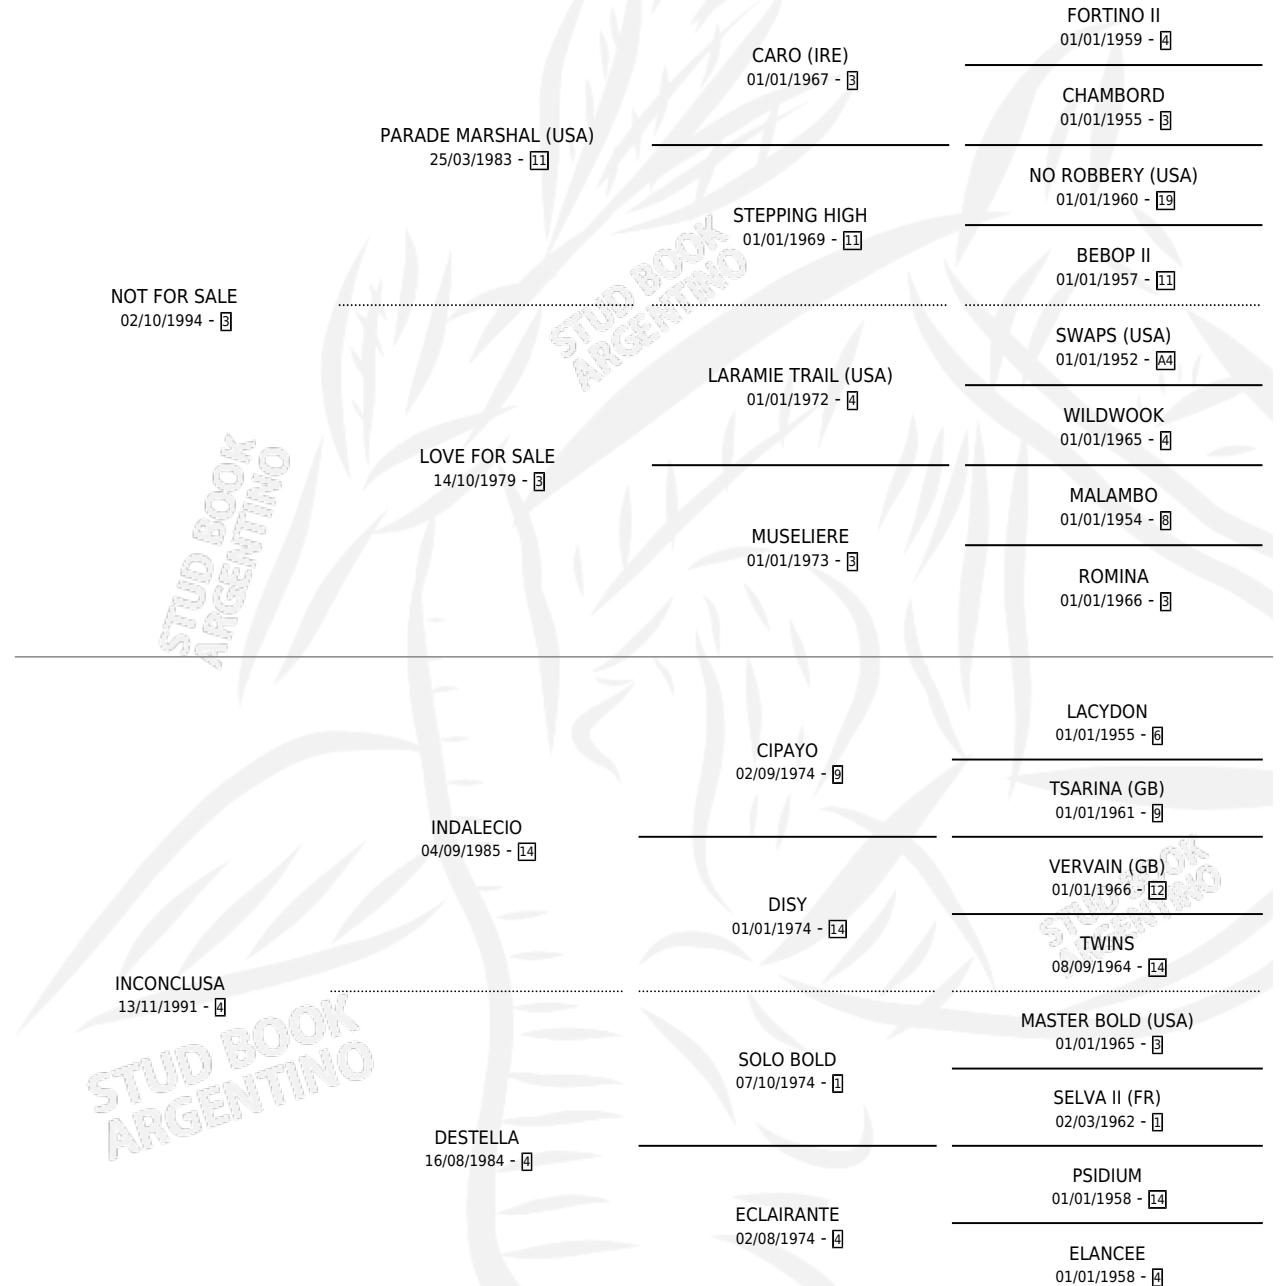 FORTINO II
01/01/1959 - 4
CARO (IRE)
01/01/1967 - 3
CHAMBORD
01/01/1955 - 3
PARADE MARSHAL (USA)
25/03/1983 - 11
NO ROBBERY (USA)
01/01/1960 - 19
STEPPING HIGH
01/01/1969 - 11
BEBOP II
01/01/1957 - 11
NOT FOR SALE
02/10/1994 - 3
STUD BOOK
ARGENTINO
SWAPS (USA)
01/01/1952 - A4
LARAMIE TRAIL (USA)
01/01/1972 - 4
WILDWOOK
01/01/1965 - 4
LOVE FOR SALE
14/10/1979 - 3
MALAMBO
01/01/1954 - 8
MUSELIERE
01/01/1973 - 3
ROMINA
01/01/1966 - 3
STUD BOOK
ARGENTINO
LACYDON
01/01/1955 - 6
CIPAYO
02/09/1974 - 9
TSARINA (GB)
01/01/1961 - 9
INDALECIO
04/09/1985 - 14
VERVAIN (GB)
01/01/1966 - 12
DISY
01/01/1974 - 14
STUD BOOK
ARGENTINO
TWINS
08/09/1964 - 14
INCONCLUSA
13/11/1991 - 4
MASTER BOLD (USA)
01/01/1965 - 3
SOLO BOLD
07/10/1974 - 1
STUD BOOK
ARGENTINO
SELVA II (FR)
02/03/1962 - 1
DESTELLA
16/08/1984 - 4
PSIDIUM
01/01/1958 - 14
ECLAIRANTE
02/08/1974 - 4
ELANCEE
01/01/1958 - 4